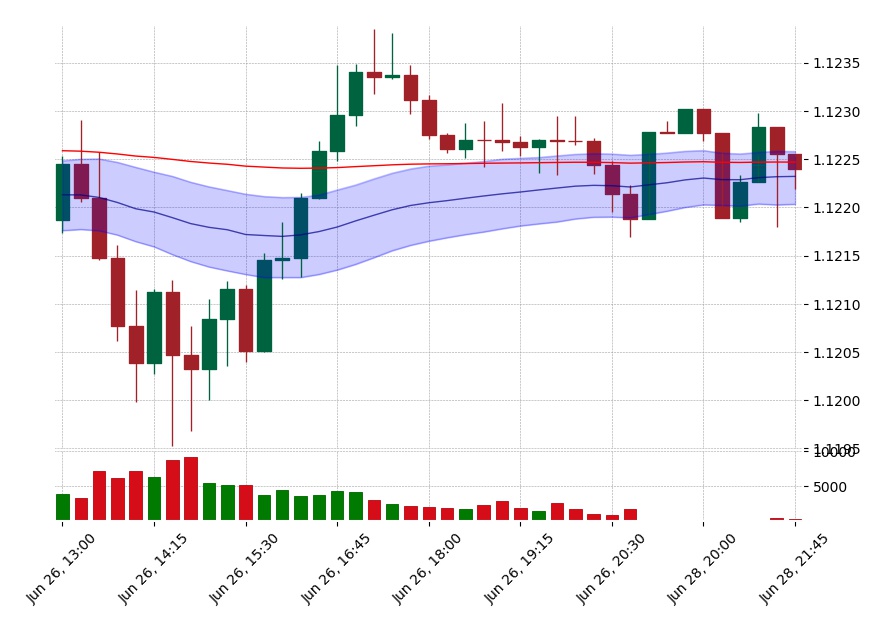 1.1235
1.1230
1.1225
1.1220
1.1215
1.1210
1.1205
1.1200
1.1195
10000
5000
Jun 26, 13:00
Jun 26, 14:15
Jun 26, 15:30
Jun 26, 16:45
Jun 26, 18:00
Jun 26, 19:15
Jun 26, 20:30
Jun 28, 20:00
Jun 28, 21:45